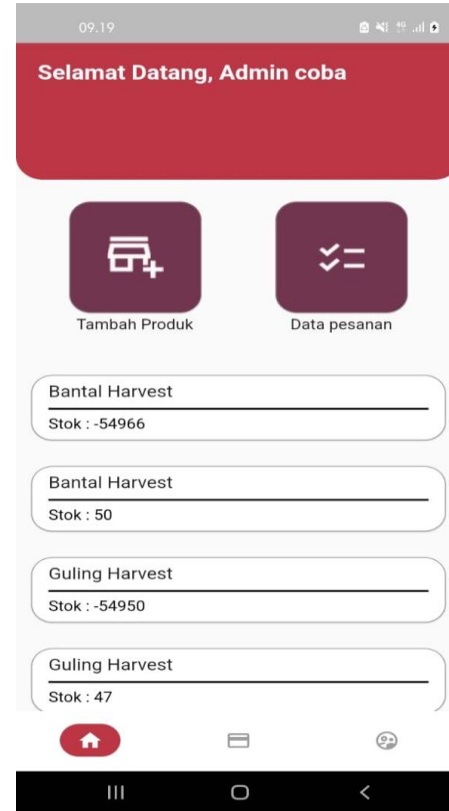 09.19
4G
Selamat Datang, Admin coba
Tambah Produk
Data pesanan
Bantal Harvest
Stok : -54966
Bantal Harvest
Stok : 50
Guling Harvest
Stok : -54950
Guling Harvest
Stok : 47